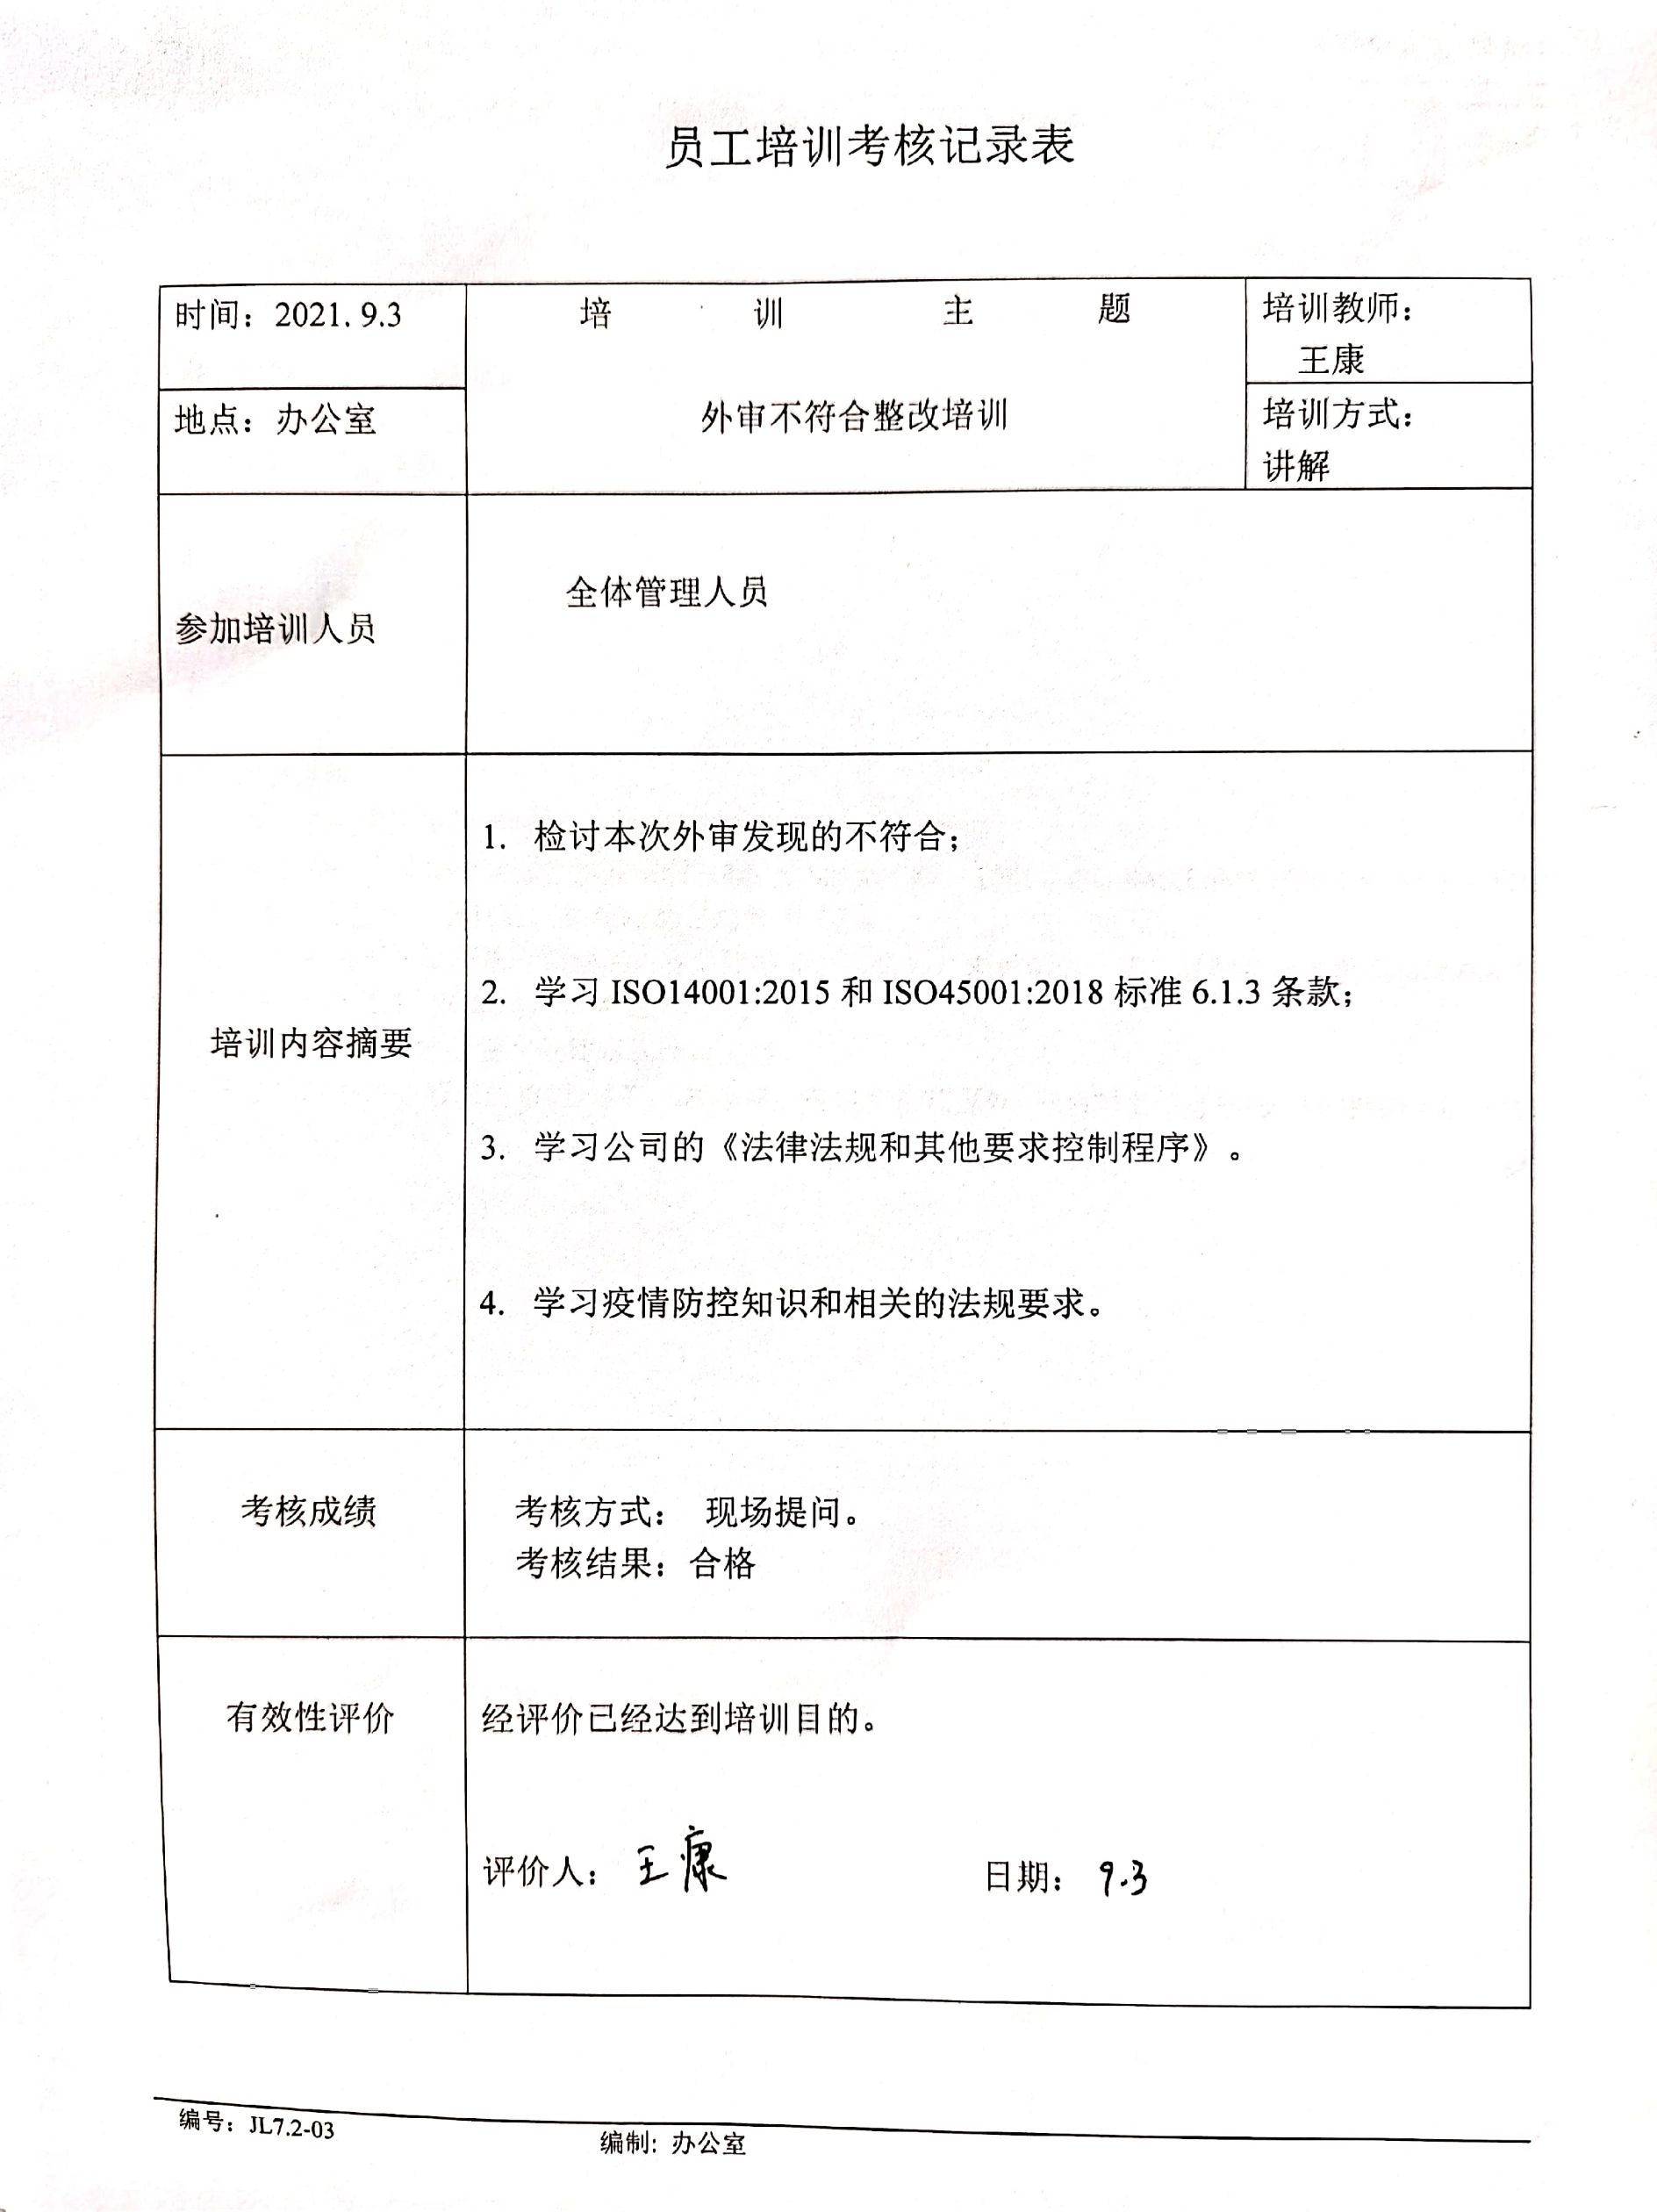 员工培训考核记录表
时间：2021.9.3
培 训 主 题
培训教师：
王康
地点：办公室
外审不符合整改培训
培训方式：
讲解
参加培训人员
全体管理人员
培训内容摘要
1. 检讨本次外审发现的不符合；
2. 学习 ISO14001:2015 和 ISO45001:2018 标准 6.1.3 条款；
3. 学习公司的《法律法规和其他要求控制程序》。
4. 学习疫情防控知识和相关的法规要求。
考核成绩
考核方式： 现场提问。
考核结果：合格
有效性评价
经评价已经达到培训目的。
评价人：王康 日期：9.3
编号：JL7.2-03
编制: 办公室